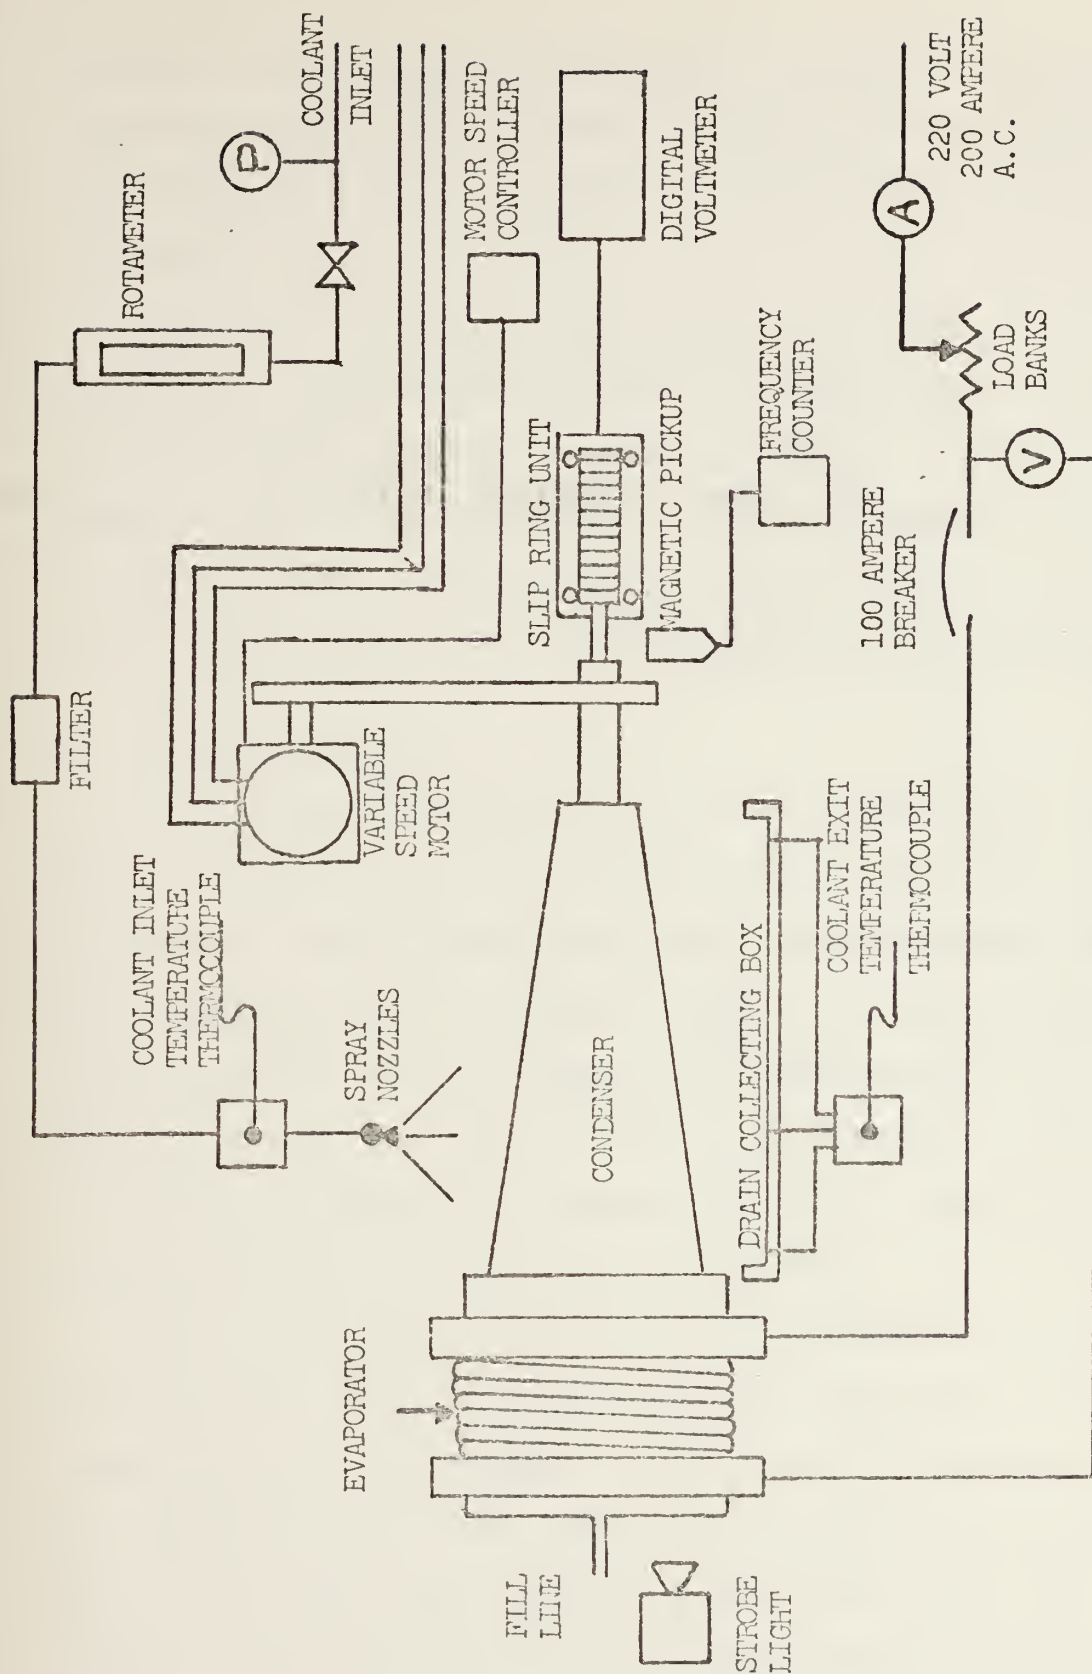 COOLANT
INLET
P
ROTAMETER
FILTER
MOTOR SPEED
CONTROLLER
COOLANT INLET
TEMPERATURE
THERMOCOUPLE
VARIABLE
SPEED
MOTOR
SPRAY
NOZZLES
EVAPORATOR
CONDENSER
SLIP RING UNIT
DIGITAL
VOLTMETER
MAGNETIC PICKUP
FREQUENCY
COUNTER
FILL
LINE
STROBE
LIGHT
DRAIN COLLECTING BOX
COOLANT EXIT
TEMPERATURE
THERMOCOUPLE
100 AMPERE
BREAKER
LOAD
BANKS
V
A
220 VOLT
200 AMPERE
A.C.